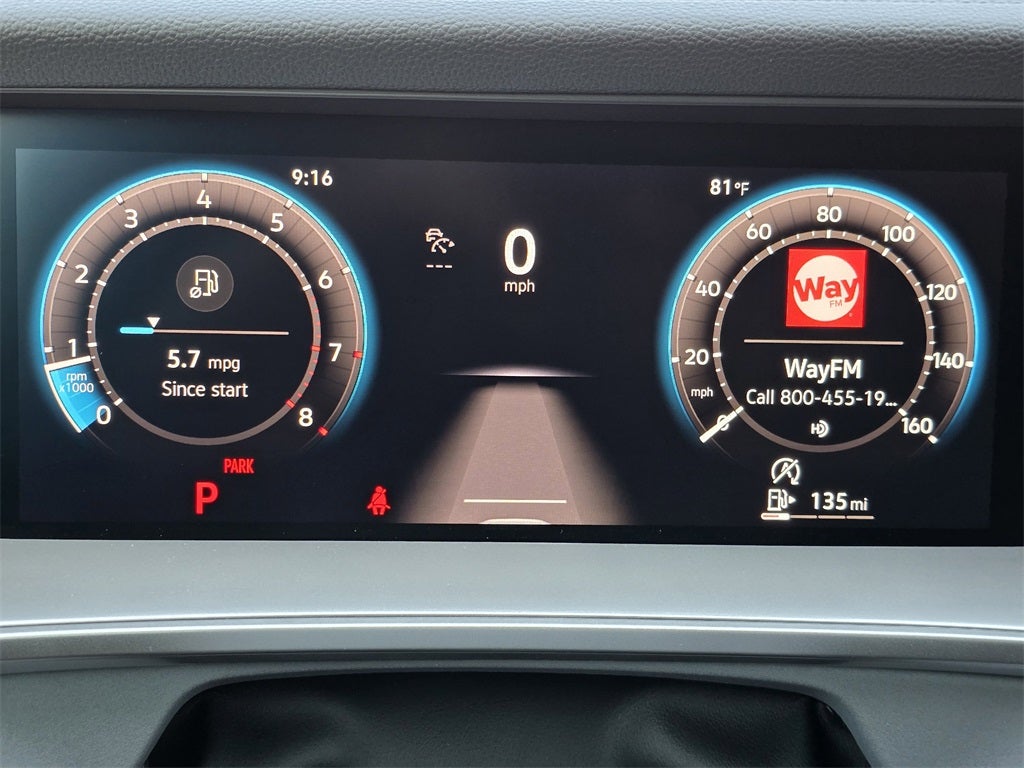 9:16
0
1
2
3
4
5
6
7
8
rpm
x1000
5.7 mpg
Since start
PARK
P
0
mph
81°F
0
20
40
60
80
100
120
140
160
mph
Way
FM
WayFM
Call 800-455-19...
HD
135 mi